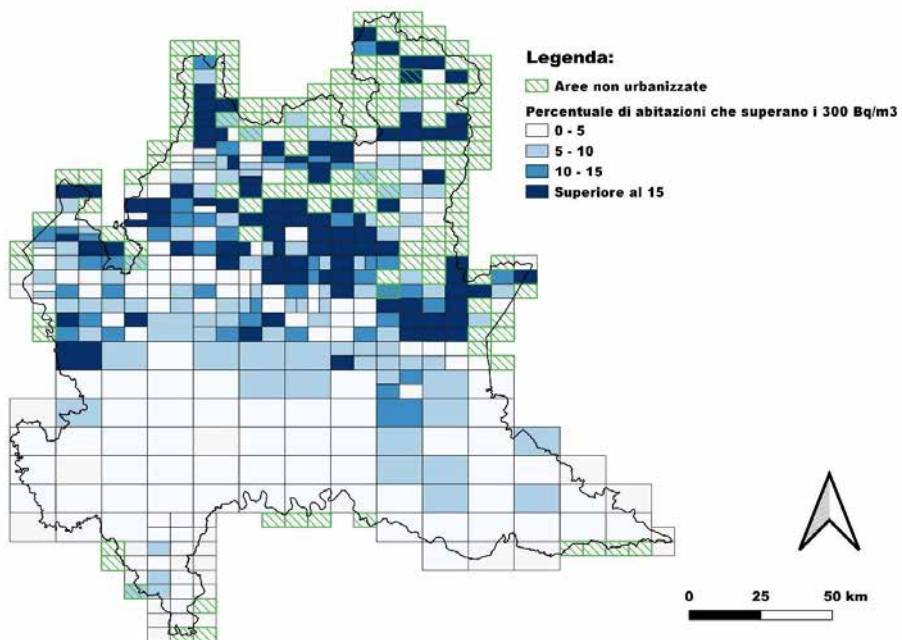 Legenda:
Aree non urbanizzate
Percentuale di abitazioni che superano i 300 Bq/m3
0 - 5
5 - 10
10 - 15
Superiore al 15
0 25 50 km